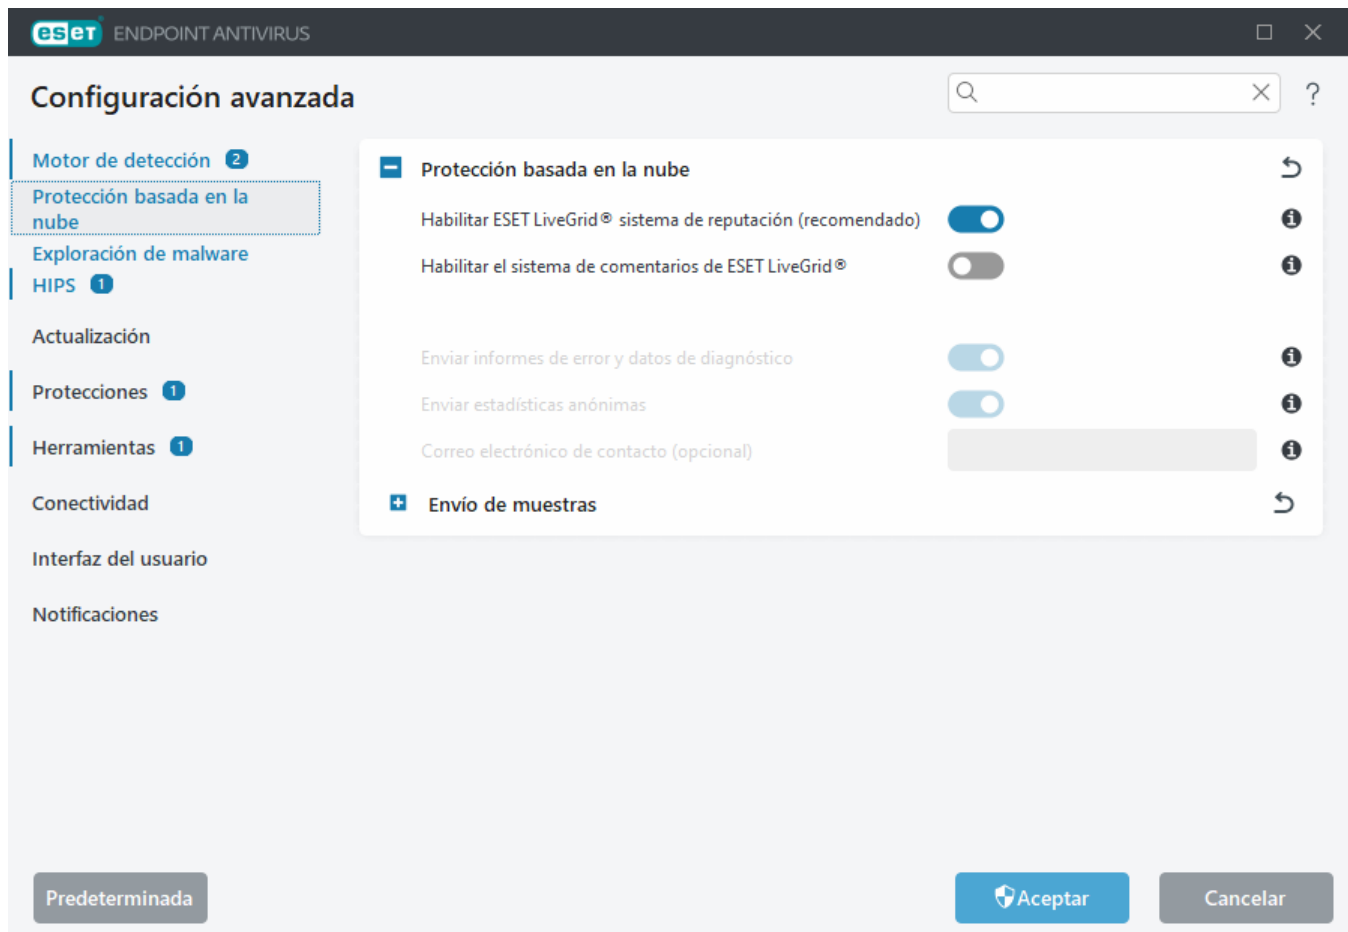 eset ENDPOINT ANTIVIRUS
Configuración avanzada
?
Motor de detección 2
Protección basada en la
nube
Exploración de malware
HIPS 1
Actualización
Protecciones 1
Herramientas 1
Conectividad
Interfaz del usuario
Notificaciones
Protección basada en la nube
Habilitar ESET LiveGrid® sistema de reputación (recomendado)
Habilitar el sistema de comentarios de ESET LiveGrid®
Enviar informes de error y datos de diagnóstico
Enviar estadísticas anónimas
Correo electrónico de contacto (opcional)
Envío de muestras
Predeterminada
Aceptar
Cancelar